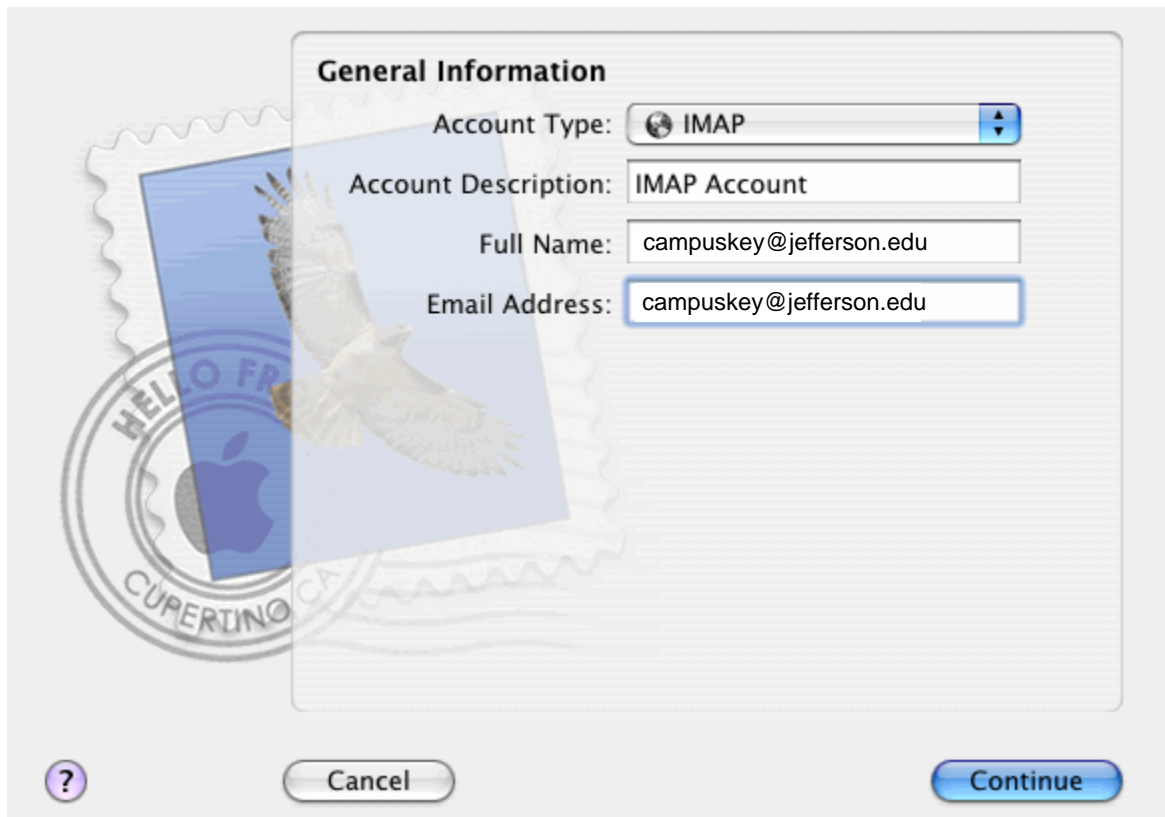 General Information
Account Type: IMAP
Account Description: IMAP Account
Full Name: campuskey@jefferson.edu
Email Address: campuskey@jefferson.edu
HELLO FR
CUPERTINO CA
? Cancel Continue